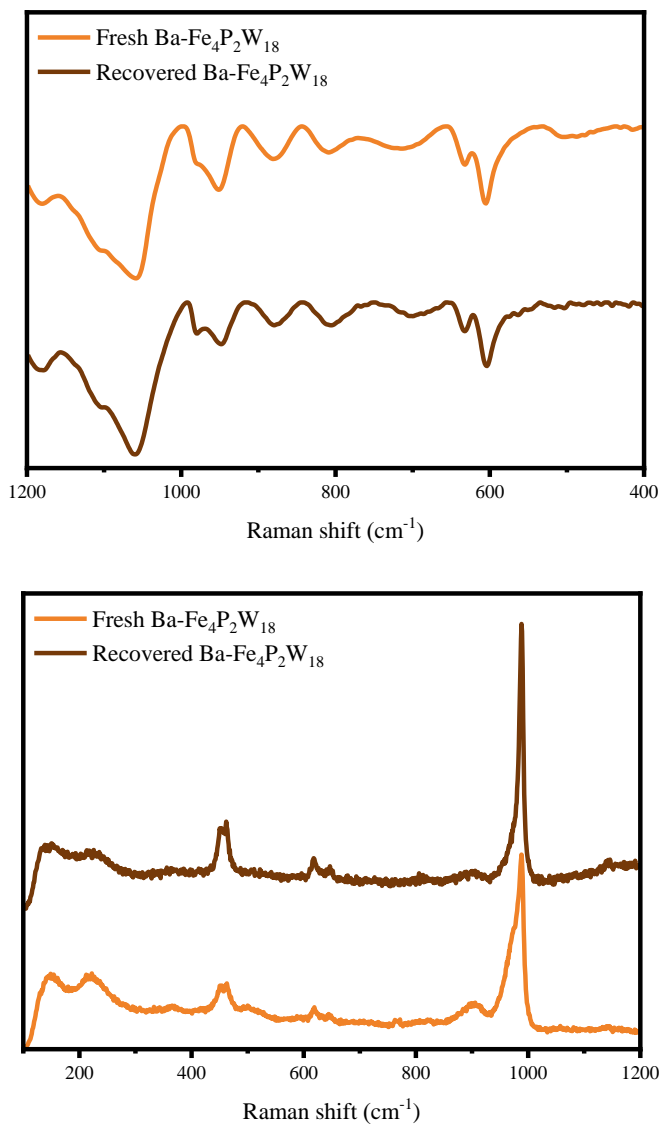 Fresh Ba-Fe₄P₂W₁₈
Recovered Ba-Fe₄P₂W₁₈
1200 1000 800 600 400
Raman shift (cm⁻¹)
Fresh Ba-Fe₄P₂W₁₈
Recovered Ba-Fe₄P₂W₁₈
200 400 600 800 1000 1200
Raman shift (cm⁻¹)